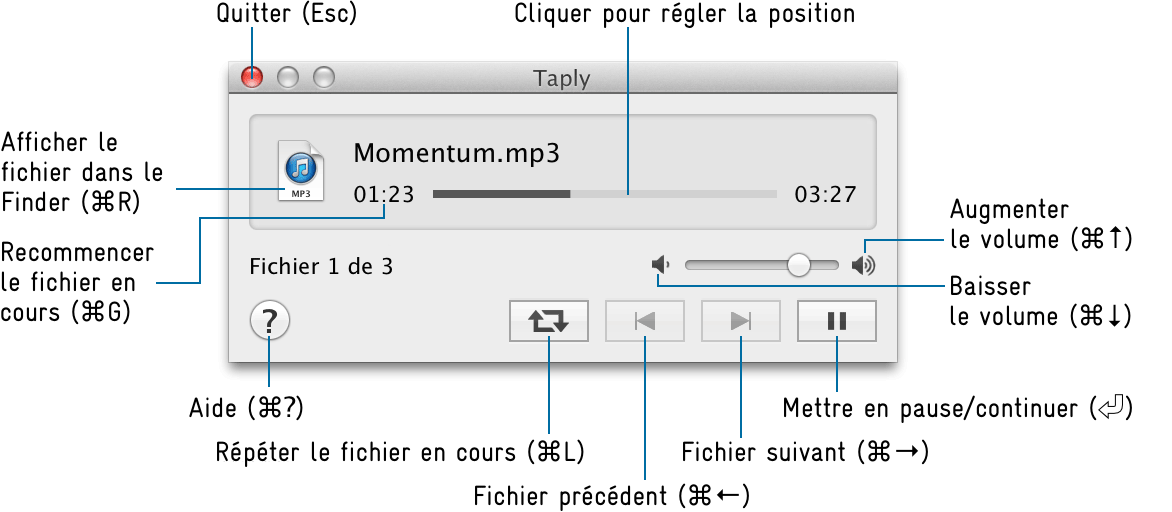 Quitter (Esc)
Cliquer pour régler la position
Taply
Afficher le
fichier dans le
Finder (⌘R)
Momentum.mp3
MP3
01:23
03:27
Recommencer
le fichier en
cours (⌘G)
Augmenter
le volume (⌘↑)
Fichier 1 de 3
Baisser
le volume (⌘↓)
?
Aide (⌘?)
Mettre en pause/continuer (⏎)
Répéter le fichier en cours (⌘L)
Fichier suivant (⌘→)
Fichier précédent (⌘←)